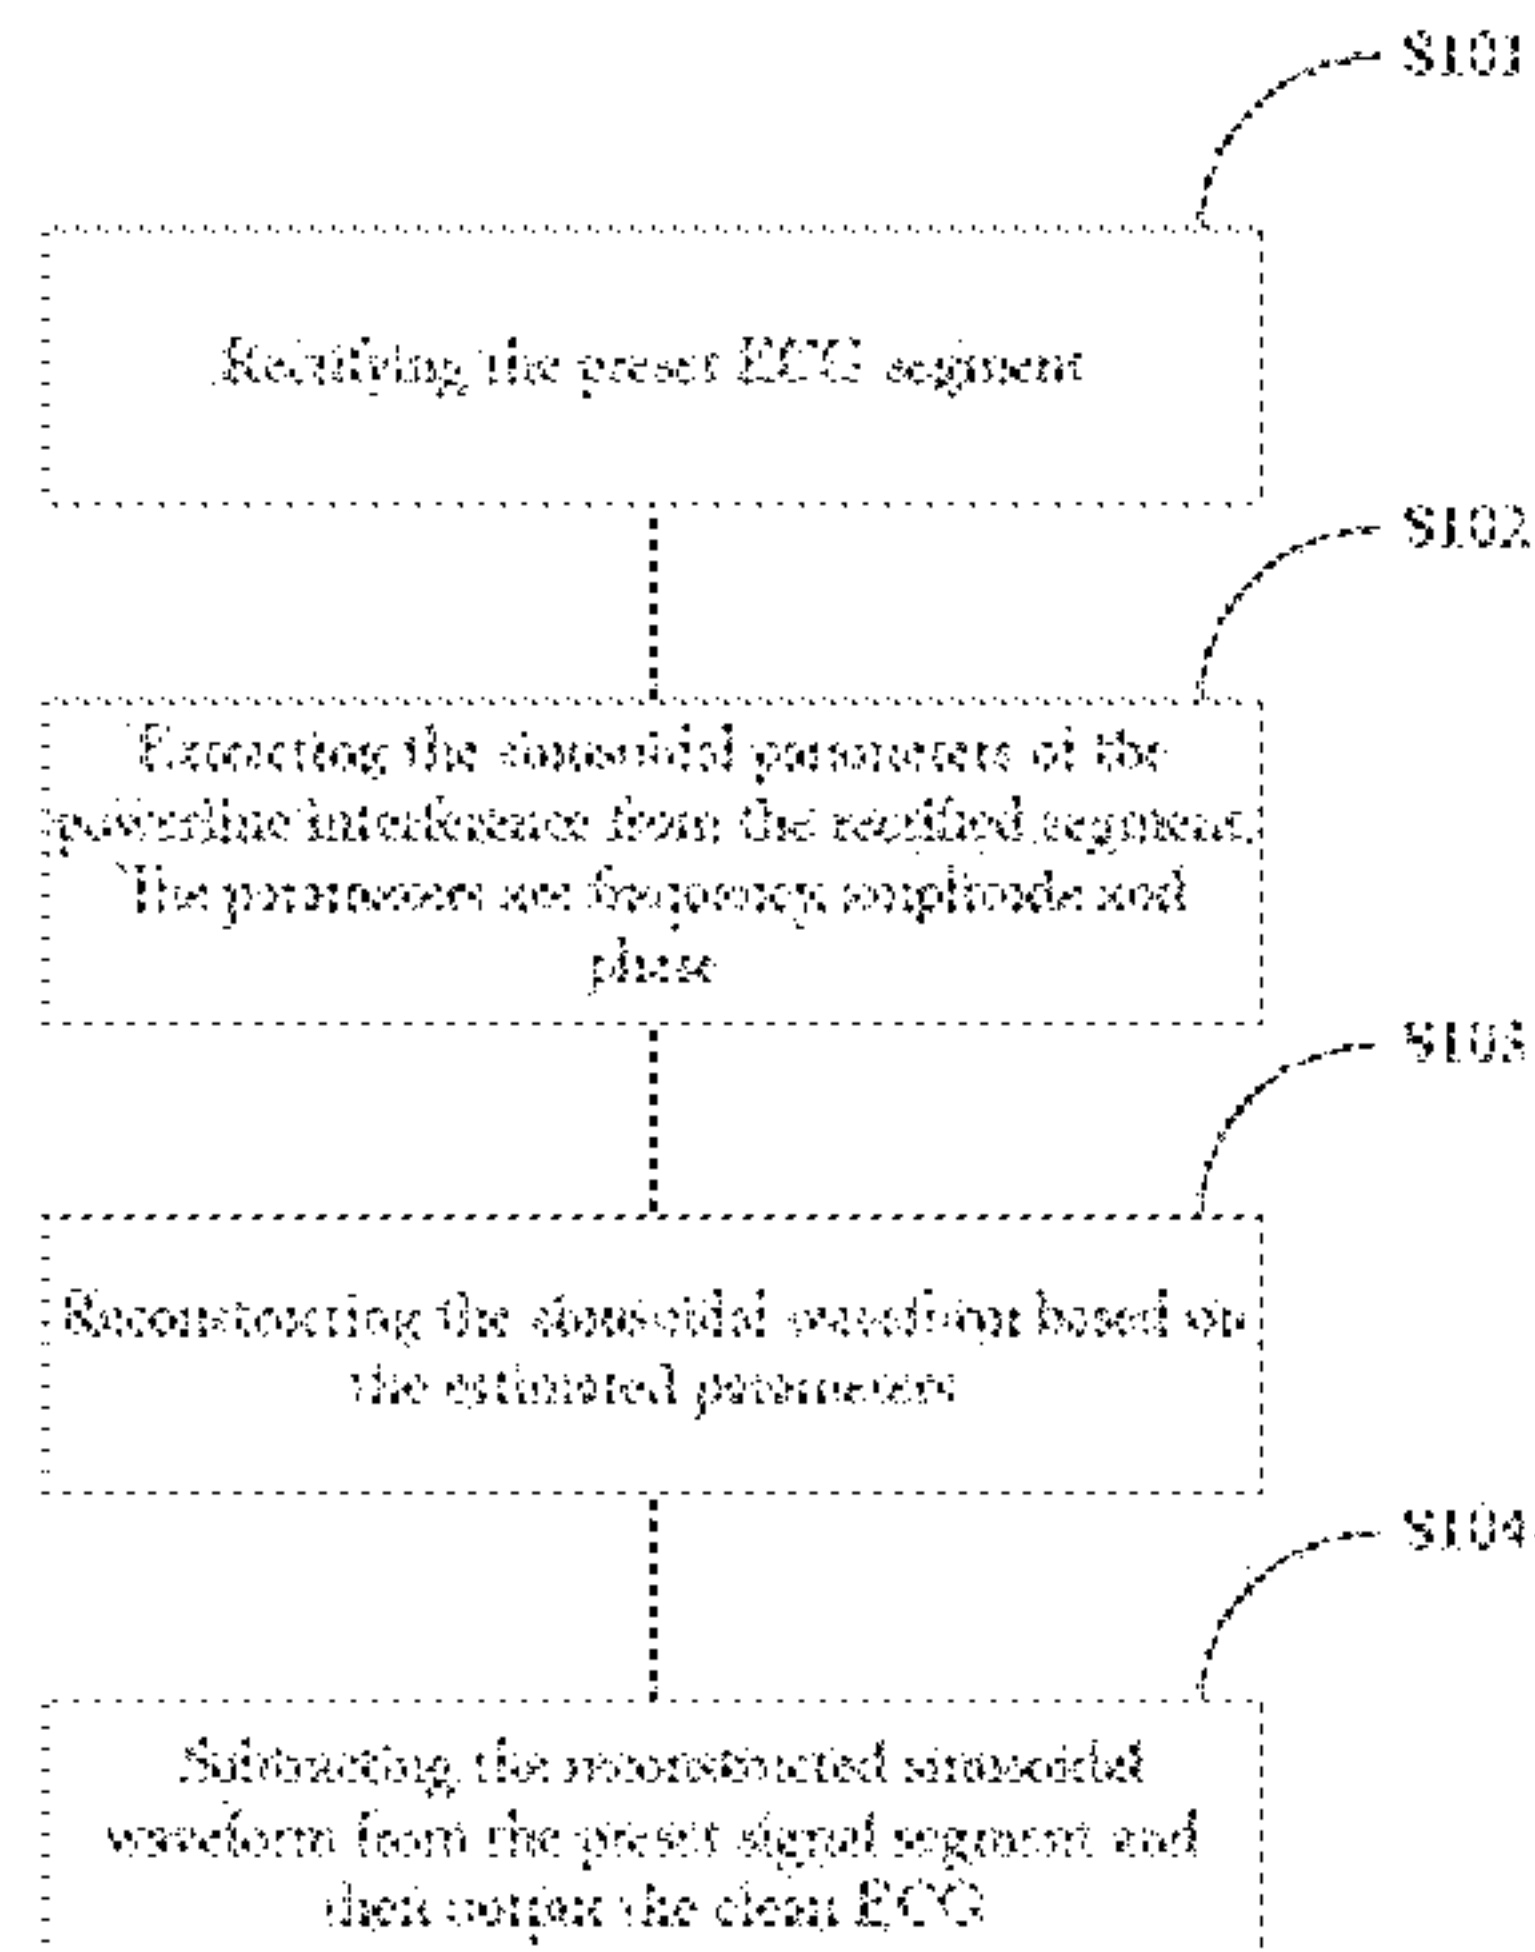 S101
Rectifying the preset ECG segment
S102
Extracting the sinusoidal parameters of the
powerline interference from the rectified segment.
The parameters are frequency, amplitude and
phase
S103
Reconstructing the sinusoidal waveform based on
the estimated parameters
S104
Subtracting the reconstructed sinusoidal
waveform from the preset signal segment and
then output the clean ECG